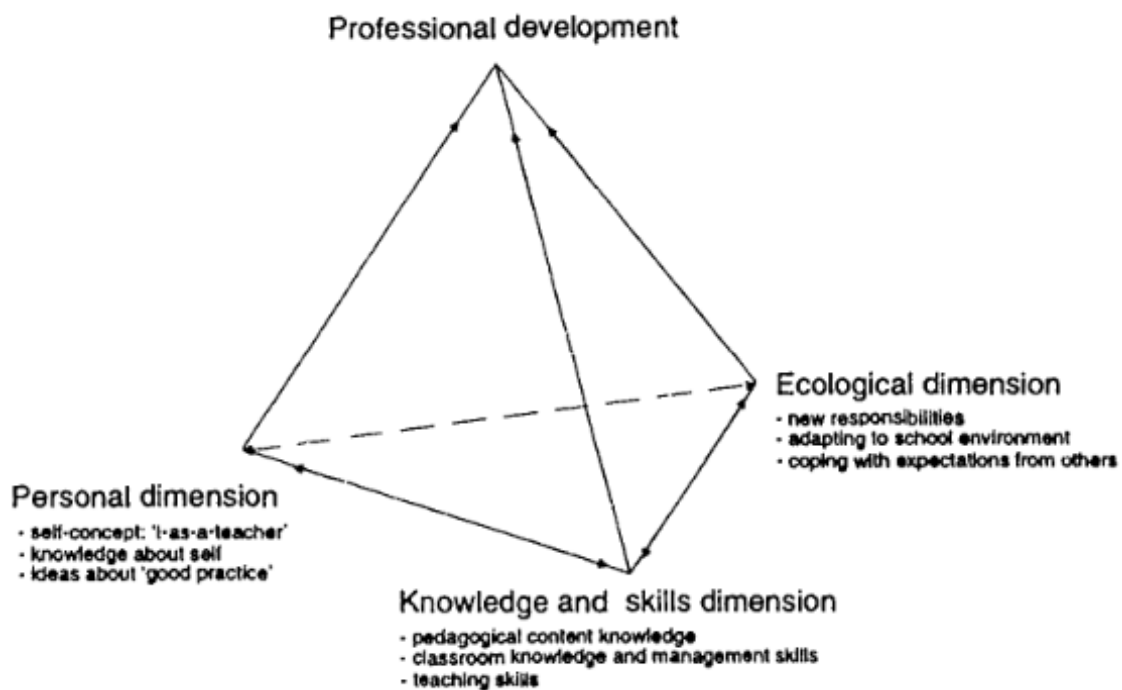 Professional development
Ecological dimension
- new responsibilities
- adapting to school environment
- coping with expectations from others
Personal dimension
- self-concept: 'I-as-a-teacher'
- knowledge about self
- ideas about 'good practice'
Knowledge and skills dimension
- pedagogical content knowledge
- classroom knowledge and management skills
- teaching skills